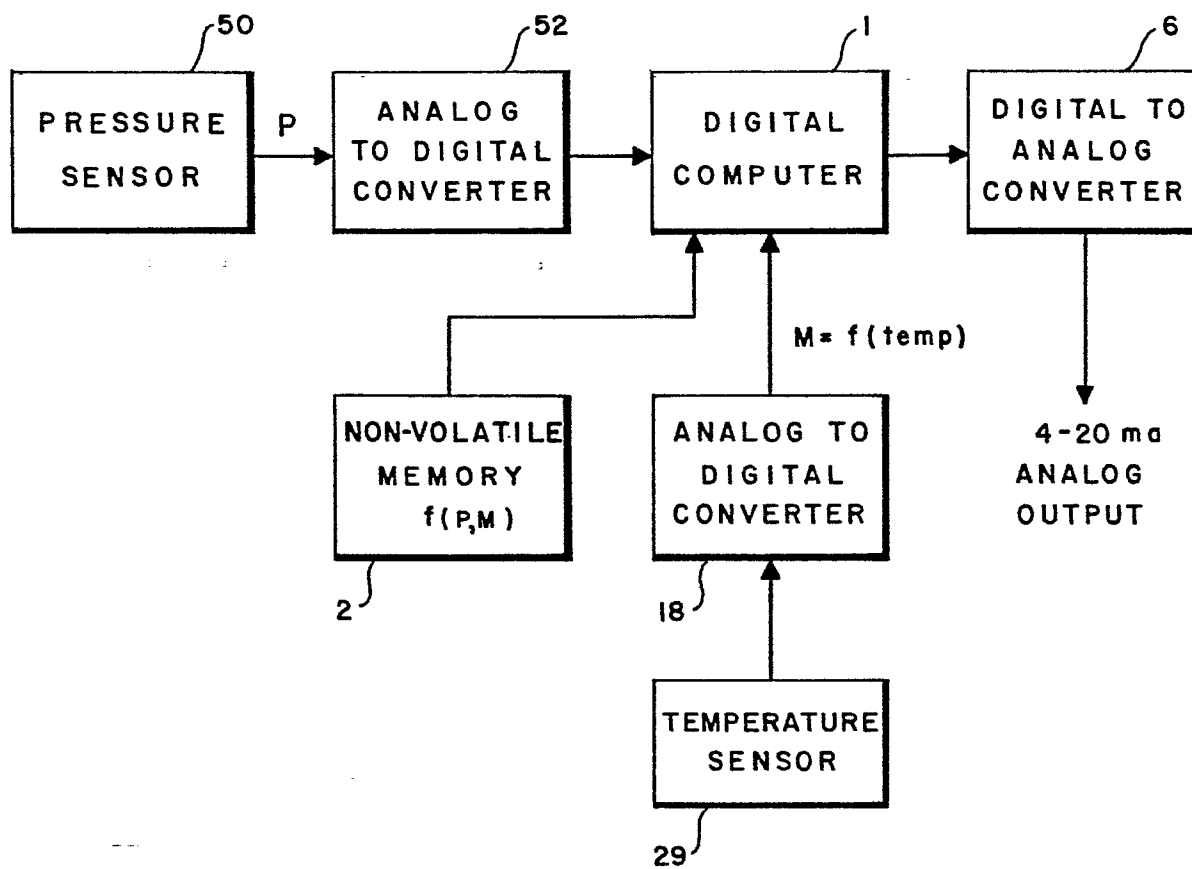 50
52
1
6
PRESSURE
SENSOR
P
ANALOG
TO DIGITAL
CONVERTER
DIGITAL
COMPUTER
DIGITAL TO
ANALOG
CONVERTER
M= f(temp)
NON-VOLATILE
MEMORY
f(P,M)
ANALOG TO
DIGITAL
CONVERTER
4-20 ma
ANALOG
OUTPUT
2
18
TEMPERATURE
SENSOR
29